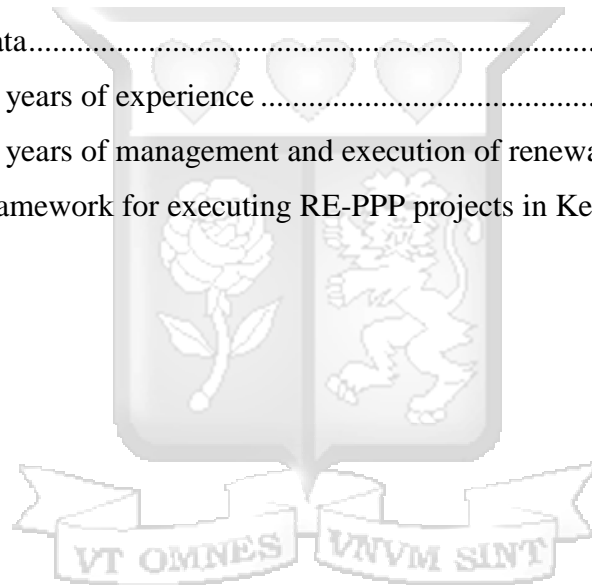 ata...........................................................................................
years of experience ......................................................
years of management and execution of renewa
amework for executing RE-PPP projects in Ke
VT OMNES VNVM SINT